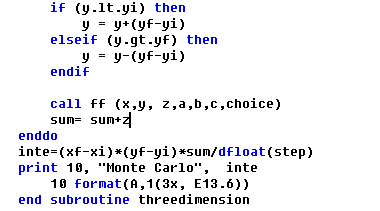 if (y.lt.yi) then
y = y+(yf-yi)
elseif (y.gt.yf) then
y = y-(yf-yi)
endif
call ff (x,y, z,a,b,c,choice)
sum= sum+z
enddo
inte=(xf-xi)*(yf-yi)*sum/dfloat(step)
print 10, "Monte Carlo",  inte
10 format(A,1(3x, E13.6))
end subroutine threedimension